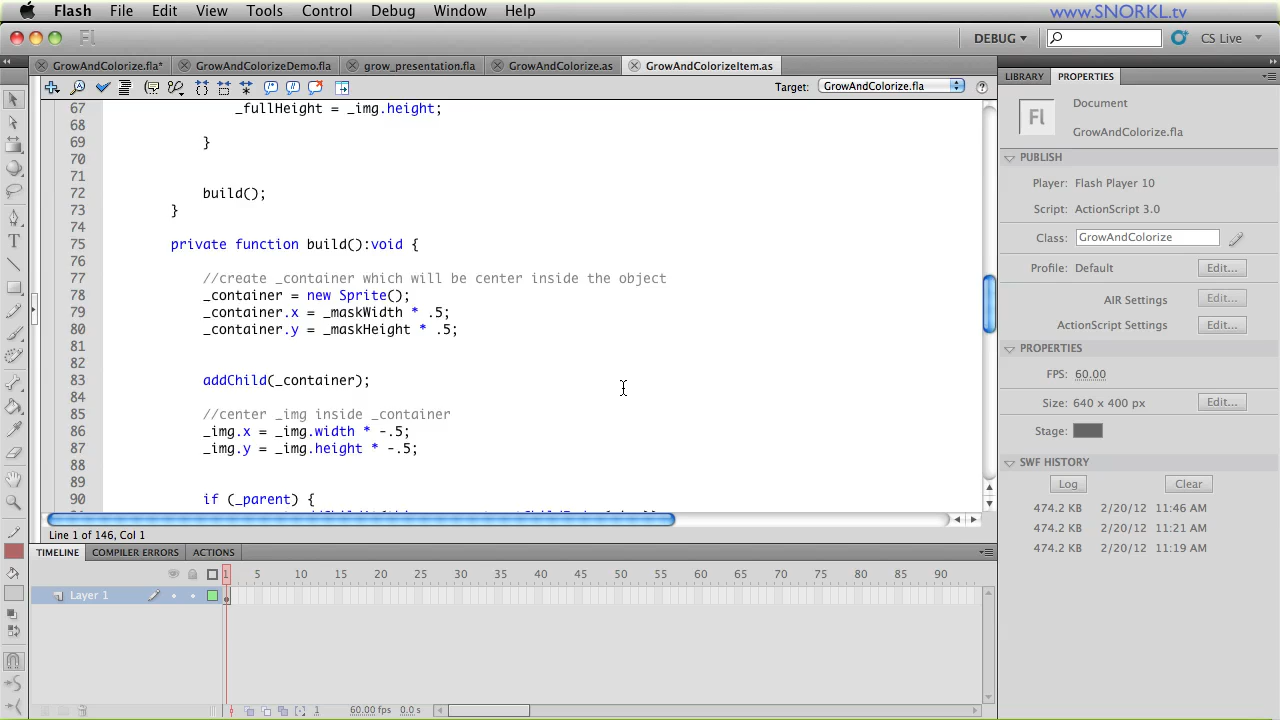 Flash File Edit View Tools Control Debug Window Help
www.SNORKL.tv
Fl
DEBUG
CS Live
GrowAndColorize.fla*
GrowAndColorizeDemo.fla
grow_presentation.fla
GrowAndColorize.as
GrowAndColorizeItem.as
Target: GrowAndColorize.fla
67 _fullHeight = _img.height;
68
69 }
70
71
72 build();
73 }
74
75 private function build():void {
76
77 //create _container which will be center inside the object
78 _container = new Sprite();
79 _container.x = _maskWidth * .5;
80 _container.y = _maskHeight * .5;
81
82
83 addChild(_container);
84
85 //center _img inside _container
86 _img.x = _img.width * -.5;
87 _img.y = _img.height * -.5;
88
89
90 if (_parent) {
Line 1 of 146, Col 1
LIBRARY PROPERTIES
Fl
Document
GrowAndColorize.fla
PUBLISH
Player: Flash Player 10
Script: ActionScript 3.0
Class: GrowAndColorize
Profile: Default Edit...
AIR Settings Edit...
ActionScript Settings Edit...
PROPERTIES
FPS: 60.00
Size: 640 x 400 px Edit...
Stage:
SWF HISTORY
Log Clear
474.2 KB 2/20/12 11:46 AM
474.2 KB 2/20/12 11:21 AM
474.2 KB 2/20/12 11:19 AM
TIMELINE COMPILER ERRORS ACTIONS
1 5 10 15 20 25 30 35 40 45 50 55 60 65 70 75 80 85 90
Layer 1
1 60.00 fps 0.0 s